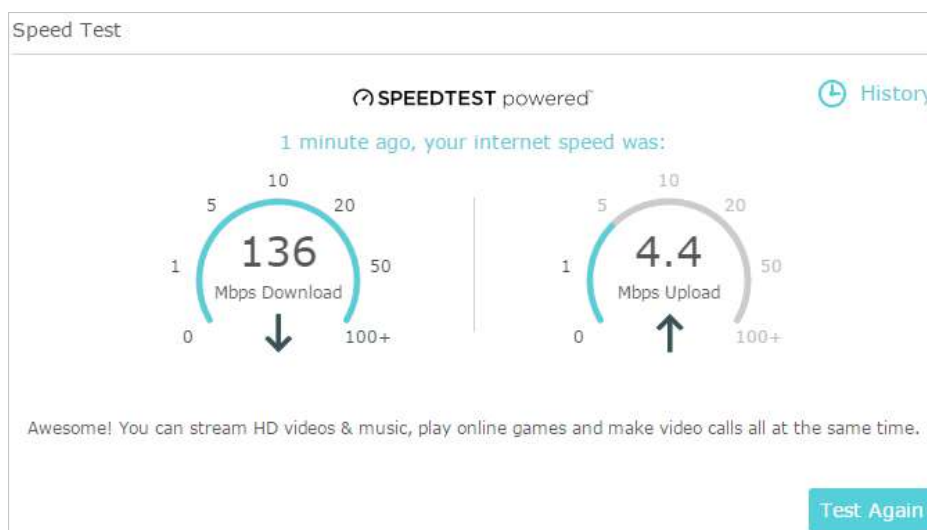 Speed Test
SPEEDTEST powered
History
1 minute ago, your internet speed was:
10
5 20
136
1 50
Mbps Download
0 100+
10
5 20
4.4
1 50
Mbps Upload
0 100+
Awesome! You can stream HD videos & music, play online games and make video calls all at the same time.
Test Again